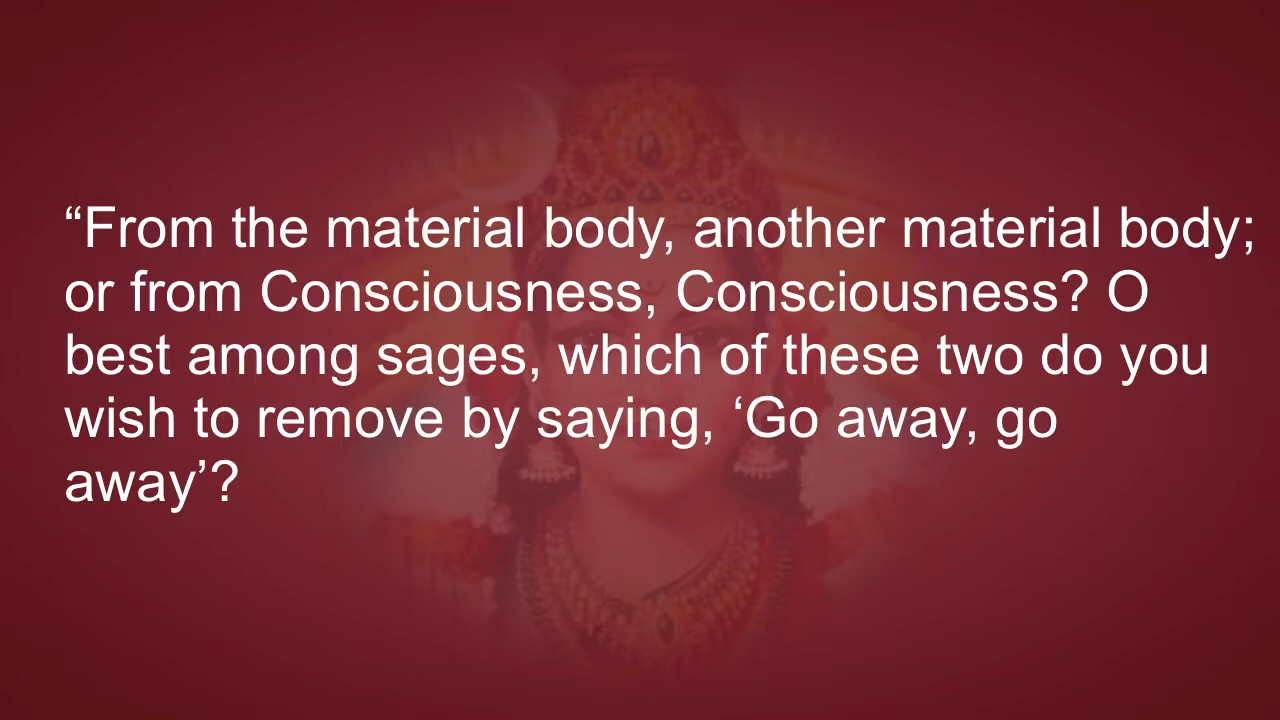 “From the material body, another material body;
or from Consciousness, Consciousness? O
best among sages, which of these two do you
wish to remove by saying, ‘Go away, go
away’?